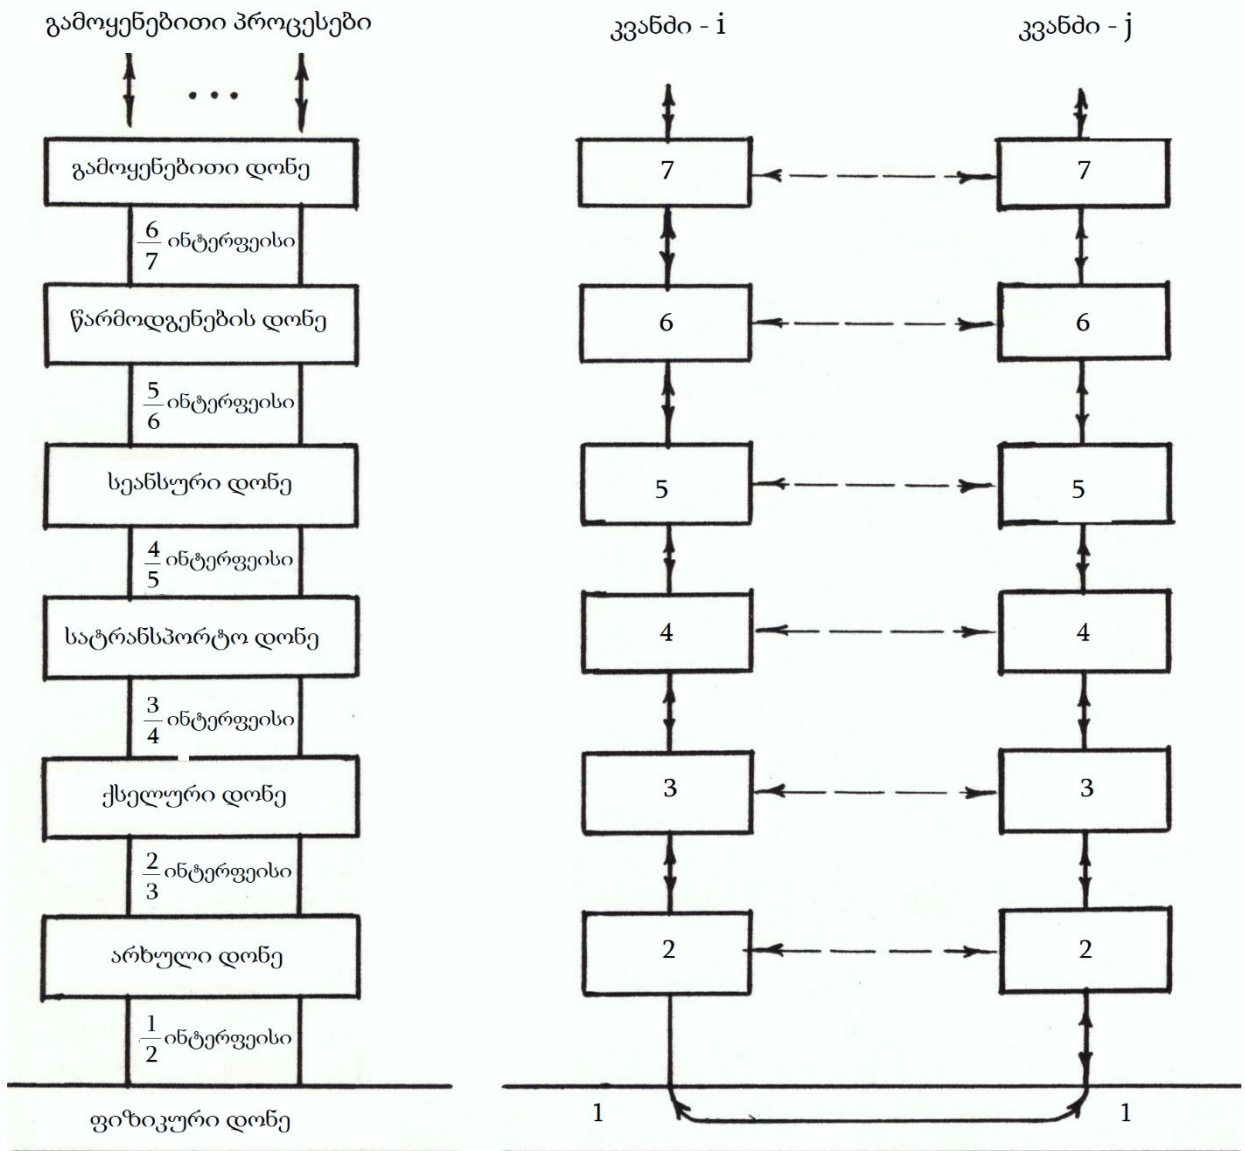 გამოყენებითი პროცესები
...
გამოყენებითი დონე
6/7 ინტერფეისი
წარმოდგენების დონე
5/6 ინტერფეისი
სეანსური დონე
4/5 ინტერფეისი
სატრანსპორტო დონე
3/4 ინტერფეისი
ქსელური დონე
2/3 ინტერფეისი
არხული დონე
1/2 ინტერფეისი
ფიზიკური დონე
კვანძი - i
კვანძი - j
7
7
6
6
5
5
4
4
3
3
2
2
1
1